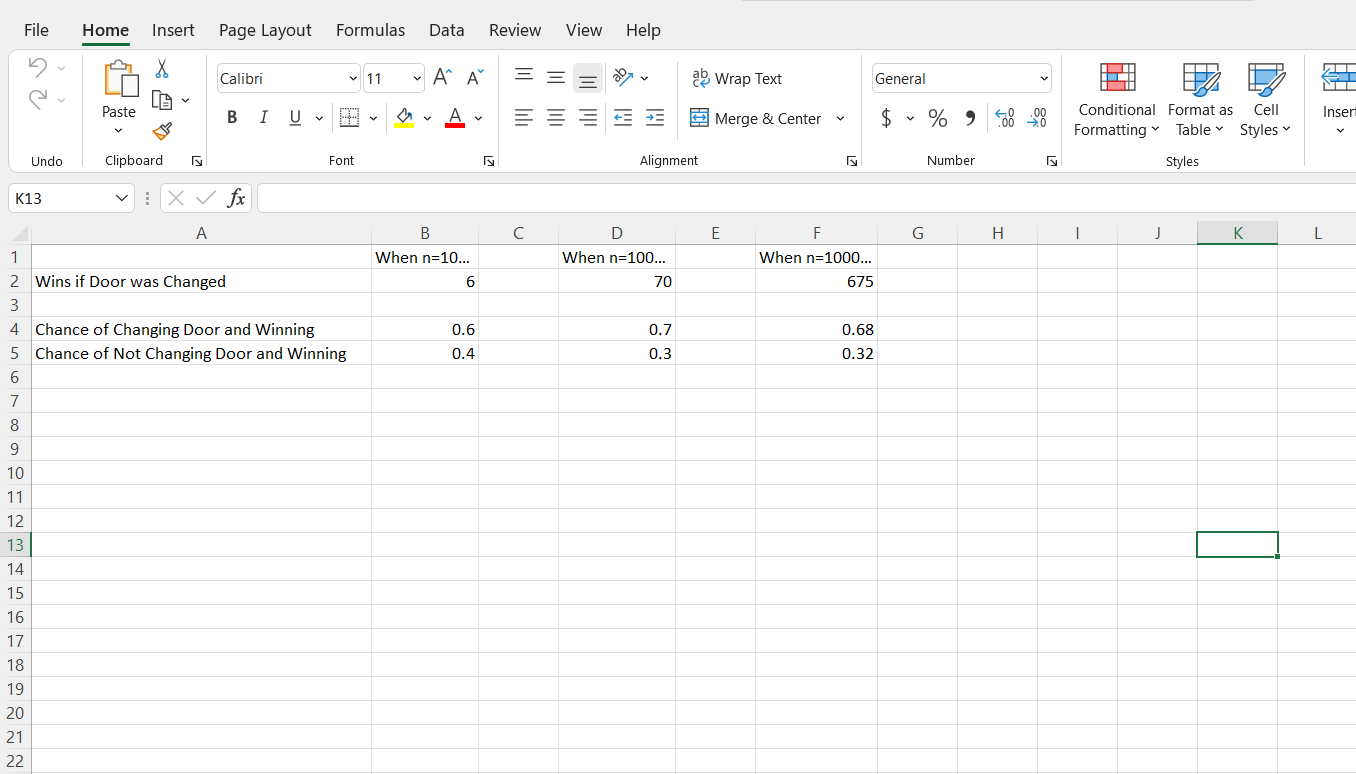 File Home Insert Page Layout Formulas Data Review View Help
Calibri 11 A A ab Wrap Text General
Paste B I U A Merge & Center $ % 9 .00 .00 Conditional Formatting Format as Table Cell Styles Insert
Undo Clipboard Font Alignment Number Styles
K13 fx
A B C D E F G H I J K L
1 When n=10... When n=100... When n=1000...
2 Wins if Door was Changed 6 70 675
3
4 Chance of Changing Door and Winning 0.6 0.7 0.68
5 Chance of Not Changing Door and Winning 0.4 0.3 0.32
6
7
8
9
10
11
12
13
14
15
16
17
18
19
20
21
22